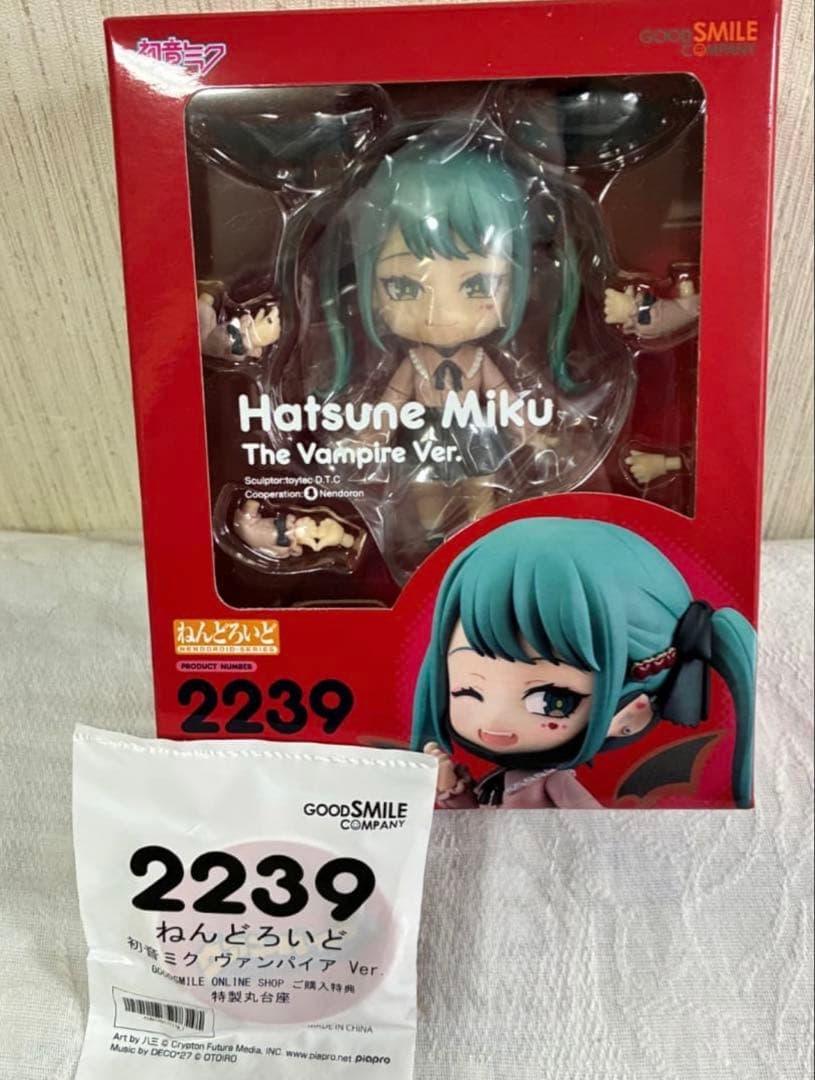 初音ミク
GOOD SMILE
COMPANY
Hatsune Miku
The Vampire Ver.
Sculptor:toytec D.T.C
Cooperation: Nendoron
ねんどろいど
NENDOROID SERIES
PRODUCT NUMBER
2239
GOOD SMILE
COMPANY
2239
ねんどろいど
初音ミク ヴァンパイア Ver.
GOODSMILE ONLINE SHOP ご購入特典
特製丸台座
MADE IN CHINA
Art by 八三 © Crypton Future Media, INC. www.piapro.net piapro
Music by DECO*27 © OTOIRO